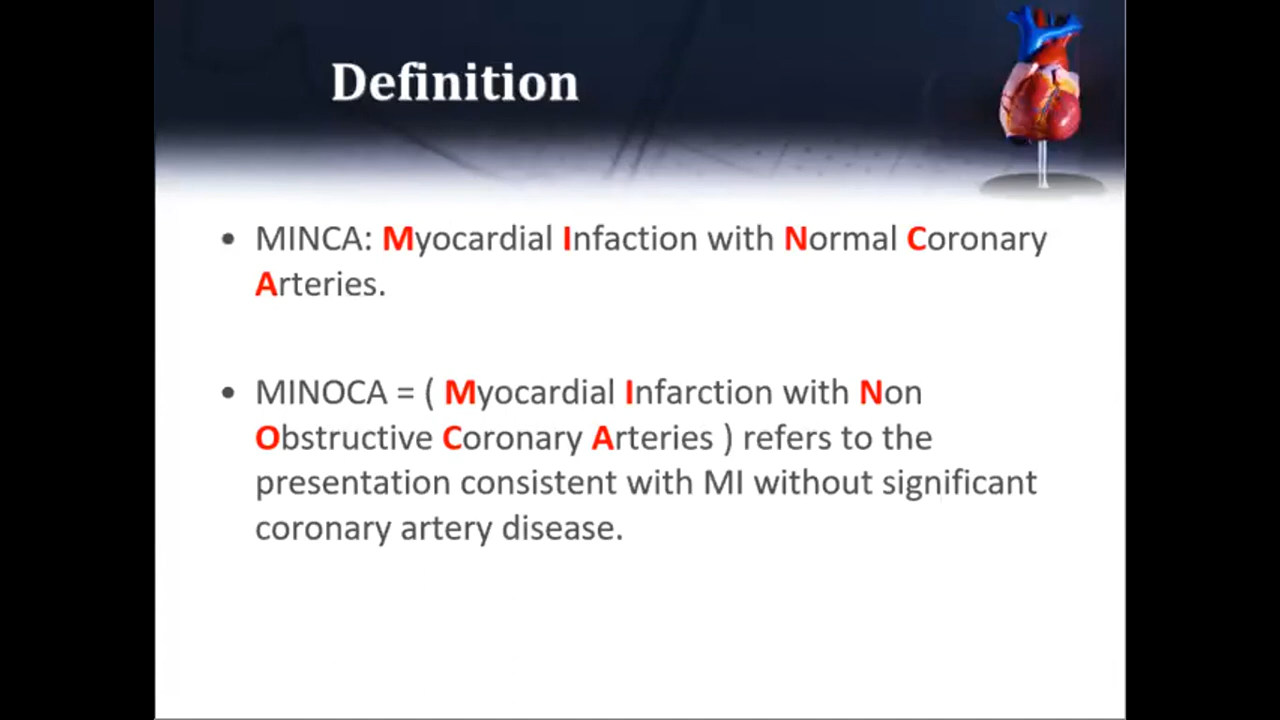 Definition
• MINCA: Myocardial Infaction with Normal Coronary
Arteries.
• MINOCA = ( Myocardial Infarction with Non
Obstructive Coronary Arteries ) refers to the
presentation consistent with MI without significant
coronary artery disease.